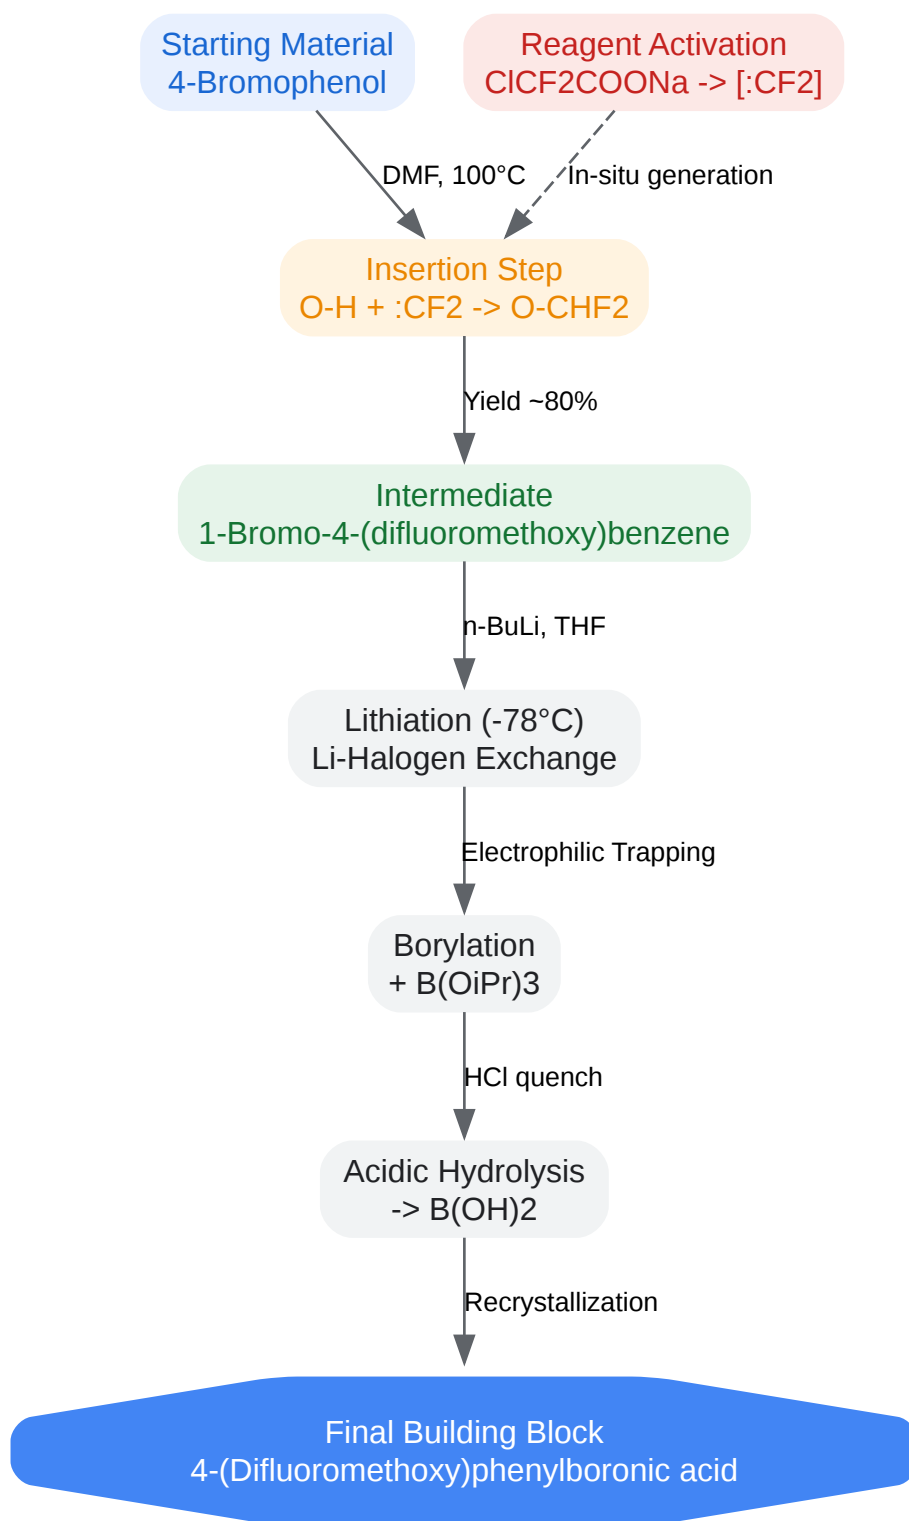 Starting Material
4-Bromophenol
Reagent Activation
ClCF2COONa -> [:CF2]
DMF, 100°C
In-situ generation
Insertion Step
O-H + :CF2 -> O-CHF2
Yield ~80%
Intermediate
1-Bromo-4-(difluoromethoxy)benzene
n-BuLi, THF
Lithiation (-78°C)
Li-Halogen Exchange
Electrophilic Trapping
Borylation
+ B(OiPr)3
HCl quench
Acidic Hydrolysis
-> B(OH)2
Recrystallization
Final Building Block
4-(Difluoromethoxy)phenylboronic acid